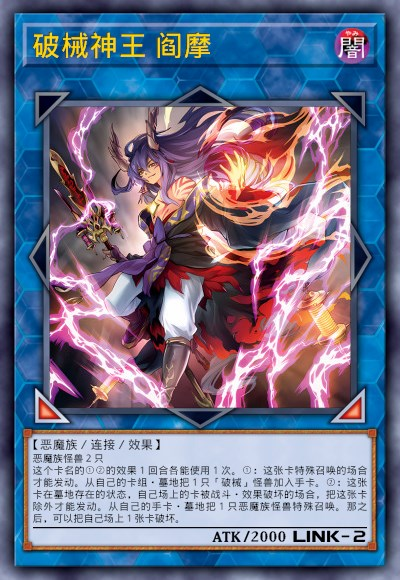 破械神王 阎摩
やみ
闇
【恶魔族／连接／效果】
恶魔族怪兽２只
这个卡名的①②的效果１回合各能使用１次。①：这张卡特殊召唤的场合
才能发动。从自己的卡组·墓地把１只「破械」怪兽加入手卡。②：这张
卡在墓地存在的状态，自己场上的卡被战斗·效果破坏的场合，把这张卡
除外才能发动。从自己的手卡·墓地把１只恶魔族怪兽特殊召唤。那之
后，可以把自己场上１张卡破坏。
ATK/2000 LINK-2